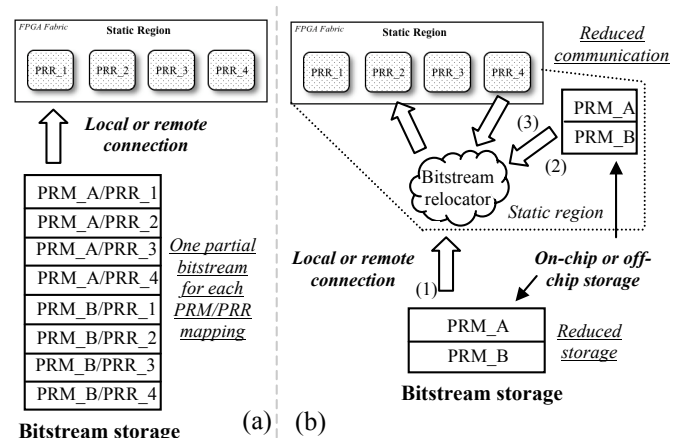 FPGA Fabric
Static Region
PRR_1
PRR_2
PRR_3
PRR_4
Local or remote
connection
PRM_A/PRR_1
PRM_A/PRR_2
PRM_A/PRR_3
PRM_A/PRR_4
PRM_B/PRR_1
PRM_B/PRR_2
PRM_B/PRR_3
PRM_B/PRR_4
One partial
bitstream
for each
PRM/PRR
mapping
Bitstream storage
(a)
FPGA Fabric
Static Region
PRR_1
PRR_2
PRR_3
PRR_4
Reduced
communication
(3)
PRM_A
PRM_B
(2)
Bitstream
relocator
Static region
Local or remote
connection
(1)
On-chip or off-
chip storage
PRM_A
PRM_B
Reduced
storage
Bitstream storage
(b)